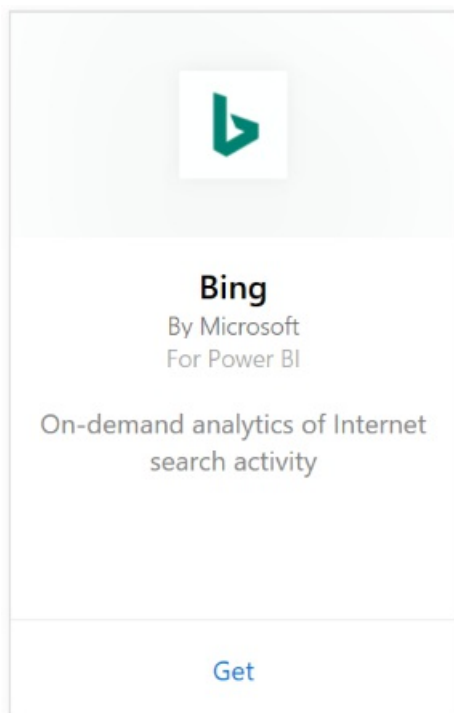 Bing
By Microsoft
For Power BI
On-demand analytics of Internet
search activity
Get